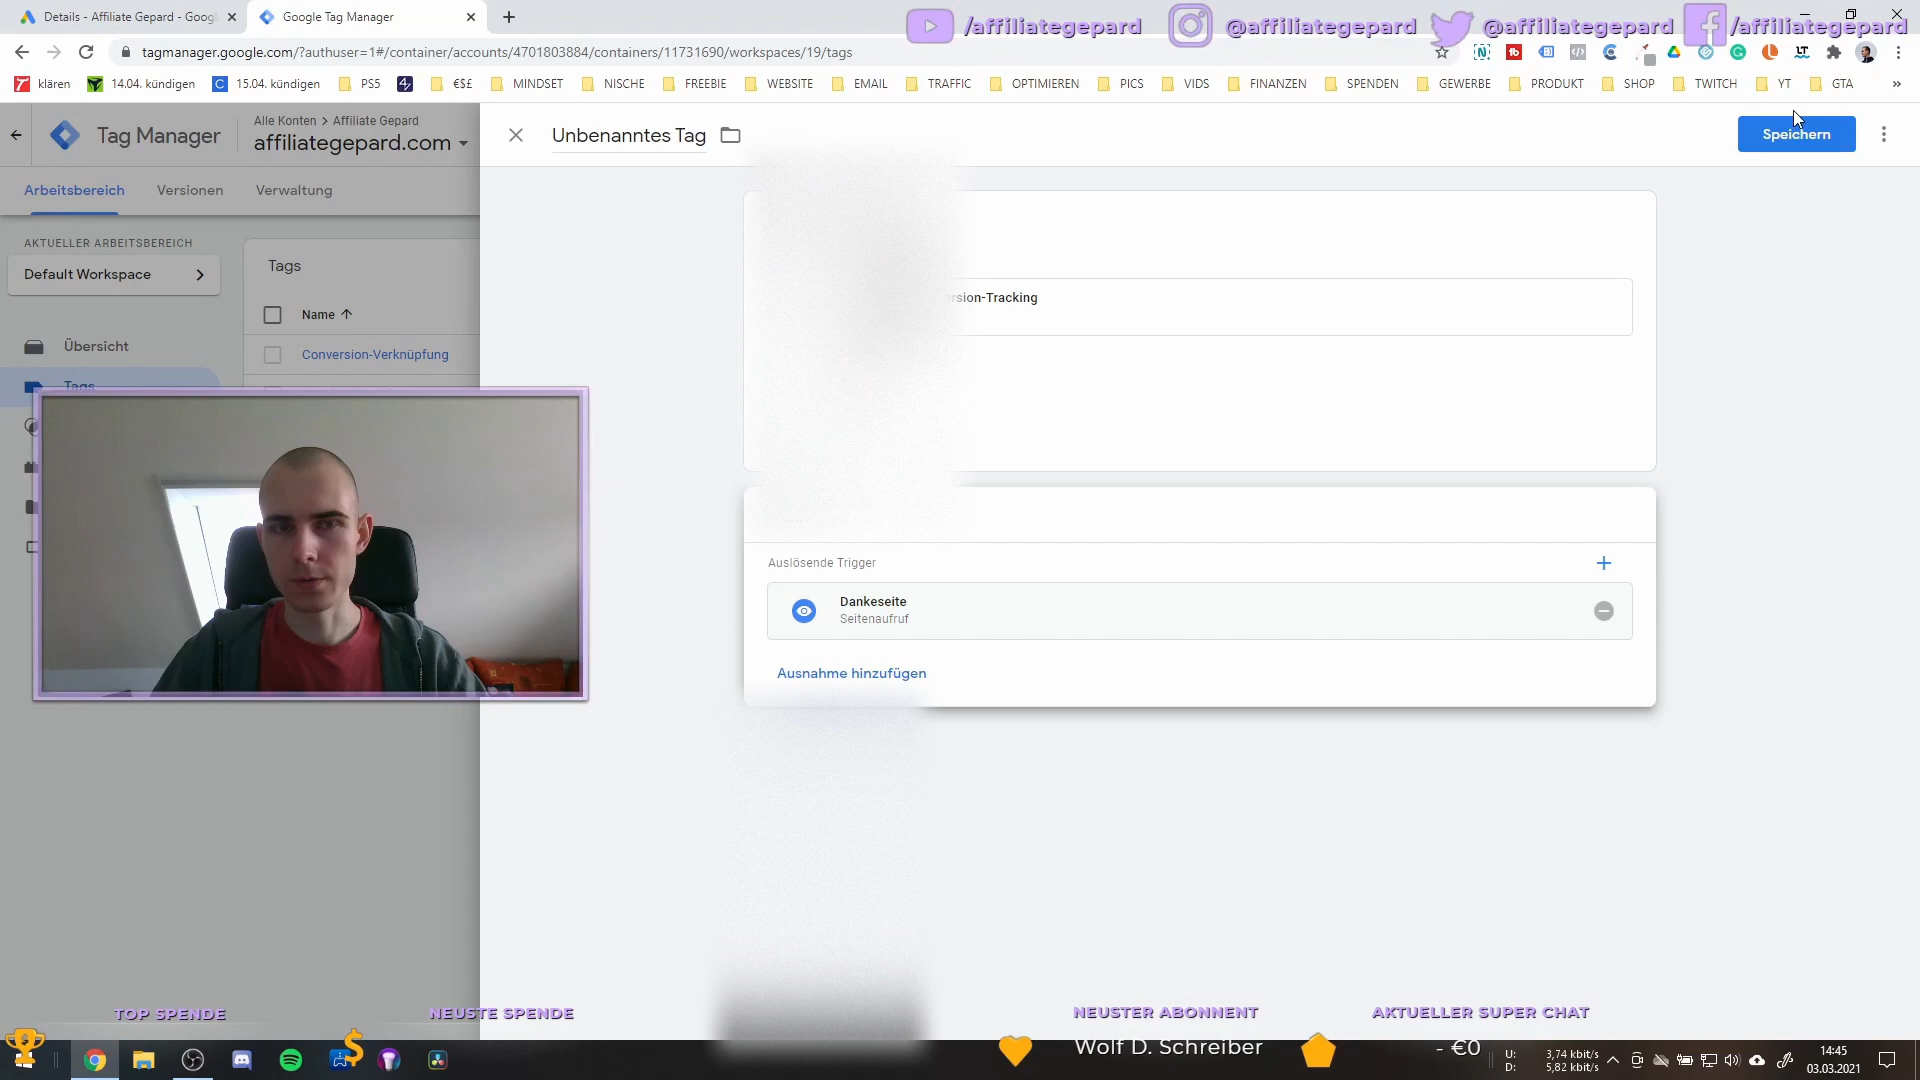 Details - Affiliate Gepard - Goog
Google Tag Manager
/affiliategepard
@affiliategepard
@affiliategepard
/affiliategepard
tagmanager.google.com/?authuser=1#/container/accounts/4701803884/containers/11731690/workspaces/19/tags
klären
14.04. kündigen
15.04. kündigen
PS5
€$£
MINDSET
NISCHE
FREEBIE
WEBSITE
EMAIL
TRAFFIC
OPTIMIEREN
PICS
VIDS
FINANZEN
SPENDEN
GEWERBE
PRODUKT
SHOP
TWITCH
YT
GTA
Tag Manager
Alle Konten > Affiliate Gepard
affiliategepard.com
Unbenanntes Tag
Speichern
Arbeitsbereich
Versionen
Verwaltung
AKTUELLER ARBEITSBEREICH
Default Workspace
Tags
Name
Übersicht
Conversion-Verknüpfung
Tags
ersion-Tracking
Auslösende Trigger
Dankeseite
Seitenaufruf
Ausnahme hinzufügen
TOP SPENDE
NEUSTE SPENDE
NEUSTER ABONNENT
AKTUELLER SUPER CHAT
Wolf D. Schreiber
- €0
U: 3,74 kbit/s
D: 5,82 kbit/s
14:45
03.03.2021